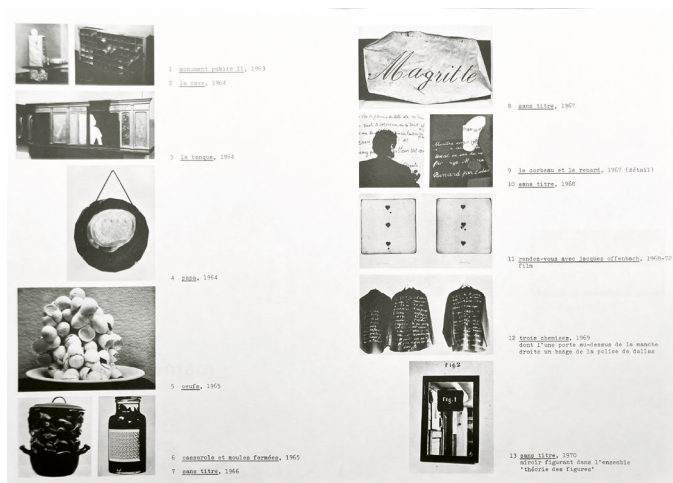 1 monument public II, 1963
2 la cave, 1964
3 la banque, 1964
4 papa, 1964
5 oeufs, 1965
6 casserole et moules fermées, 1965
7 sans titre, 1966
Magritte
8 sans titre, 1967
9 le corbeau et le renard, 1967 (détail)
10 sans titre, 1968
11 rendez-vous avec jacques offenbach, 1960-72
film
12 trois chemises, 1969
dont l'une porte au-dessus de la manche
droite un badge de la police de dallas
fig 2
fig. 1
13 sans titre, 1970
miroir figurant dans l'ensemble
'théorie des figures'